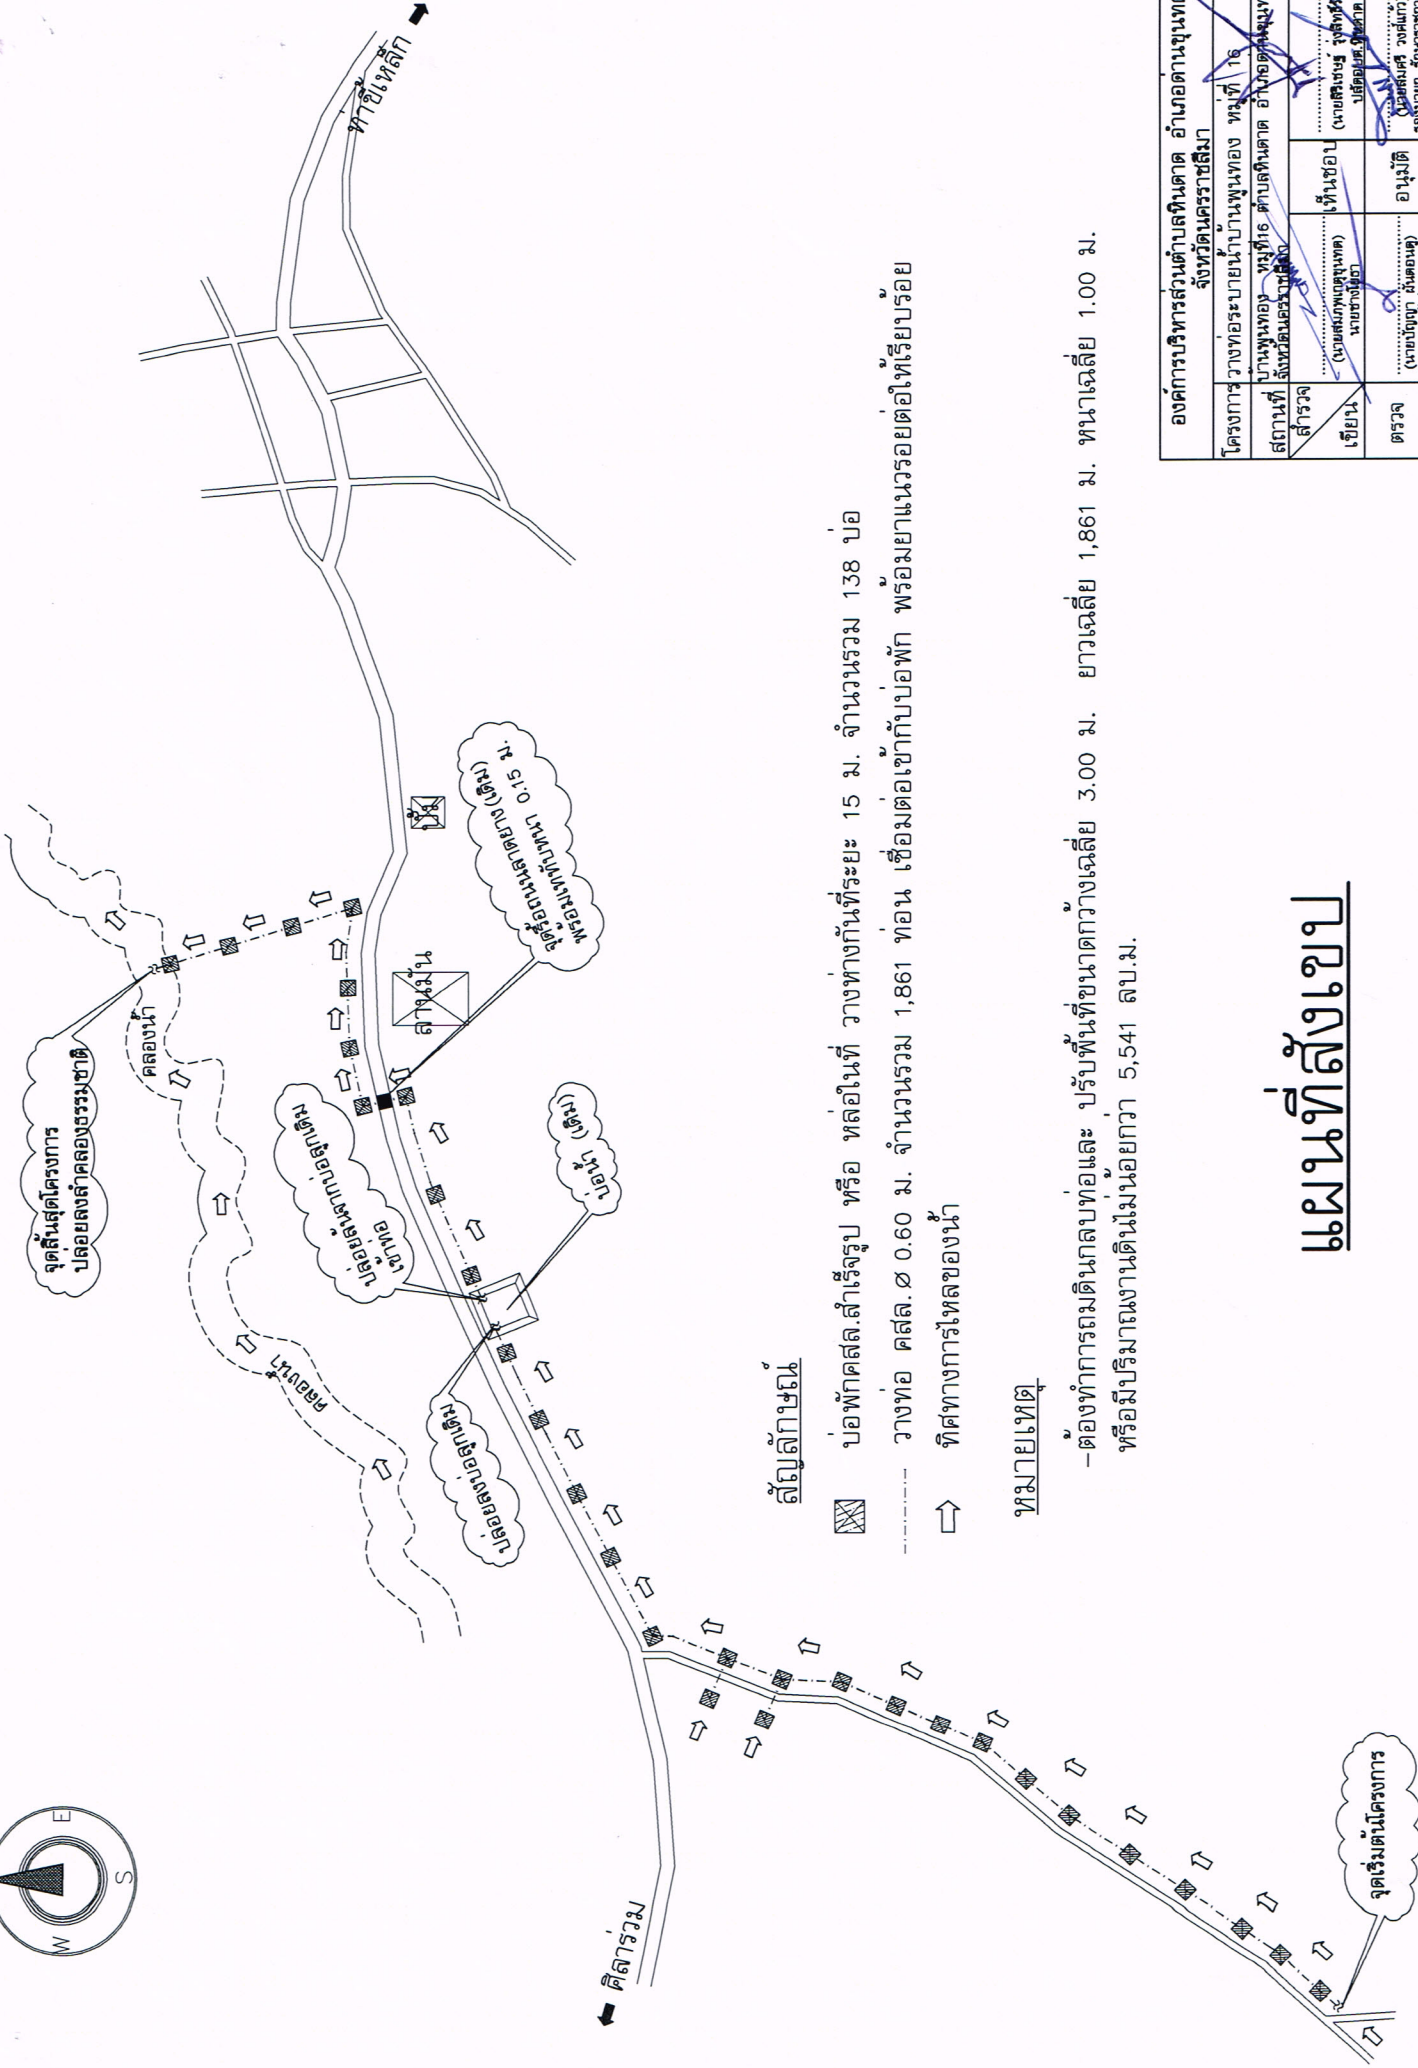 W
E
S
จุดสิ้นสุดโครงการ
ปล่อยลงลำคลองธรรมชาติ
คลองน้ำ
คลองน้ำ
ท่าขี้เหล็ก
ปล่อยล้นจากบ่อลูกเดิม
เข้าท่อ
ปล่อยลงบ่อลูกเดิม
บ่อน้ำ (เดิม)
ลานมัน
ปั๊ม
จุดรื้อถนนลาดยาง(เดิม)
พร้อมเททับหนา 0.15 ม.
ศิลาร่วม
จุดเริ่มต้นโครงการ
สัญลักษณ์
บ่อพักคสล.สำเร็จรูป หรือ หล่อในที่ วางห่างกันที่ระยะ 15 ม. จำนวนรวม 138 บ่อ
วางท่อ คสล. Ø 0.60 ม. จำนวนรวม 1,861 ท่อน เชื่อมต่อเข้ากับบ่อพัก พร้อมยาแนวรอยต่อให้เรียบร้อย
ทิศทางการไหลของน้ำ
หมายเหตุ
-ต้องทำการถมดินกลบท่อและ ปรับพื้นที่ขนาดกว้างเฉลี่ย 3.00 ม. ยาวเฉลี่ย 1,861 ม. หนาเฉลี่ย 1.00 ม.
หรือมีปริมาณงานดินไม่น้อยกว่า 5,541 ลบ.ม.
แผนที่สังเขป
องค์การบริหารส่วนตำบลหินดาด อำเภอด่านขุนทด
จังหวัดนครราชสีมา
โครงการ วางท่อระบายน้ำบ้านพูนทอง หมู่ที่ 16
สถานที่ บ้านพูนทอง หมู่ที่16 ตำบลหินดาด อำเภอด่านขุนทด
จังหวัดนครราชสีมา
สำรวจ
เขียน
นายช่างโยธา
เห็นชอบ
ตรวจ
อนุมัติ